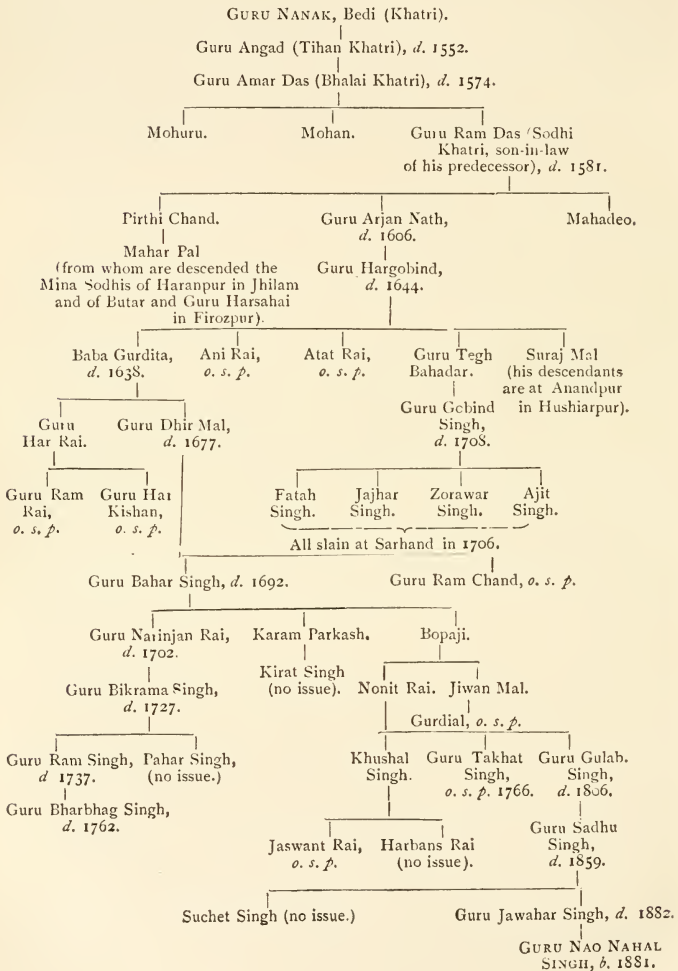 GURU NANAK, Bedi (Khatri).
Guru Angad (Tihan Khatri), d. 1552.
Guru Amar Das (Bhalai Khatri), d. 1574.
Mohuru. Mohan. Guru Ram Das (Sodhi
Khatri, son-in-law
of his predecessor), d. 1581.
Pirthi Chand. Guru Arjan Nath, Mahadeo.
d. 1606.
Mahar Pal
(from whom are descended the Guru Hargobind,
Mina Sodhis of Haranpur in Jhilam d. 1644.
and of Butar and Guru Harsahai
in Firozpur).
Baba Gurdita, Ani Rai, Atat Rai, Guru Tegh Suraj Mal
d. 1638. o. s. p. o. s. p. Bahadar. (his descendants
are at Anandpur
Guru Gobind in Hushiarpur).
Guru Guru Dhir Mal, Singh,
Har Rai. d. 1677. d. 1708.
Guru Ram Guru Har Fatah Jajhar Zorawar Ajit
Rai, Kishan, Singh. Singh. Singh. Singh.
o. s. p. o. s. p.
All slain at Sarhand in 1706.
Guru Bahar Singh, d. 1692. Guru Ram Chand, o. s. p.
Guru Narinjan Rai, Karam Parkash. Bopaji.
d. 1702.
Kirat Singh
Guru Bikrama Singh, (no issue). Nonit Rai. Jiwan Mal.
d. 1727.
Gurdial, o. s. p.
Guru Ram Singh, Pahar Singh, Khushal Guru Takhat Guru Gulab.
d 1737. (no issue.) Singh. Singh, Singh,
o. s. p. 1766. d. 1806.
Guru Bharbhag Singh,
d. 1762.
Guru Sadhu
Jaswant Rai, Harbans Rai Singh,
o. s. p. (no issue). d. 1859.
Suchet Singh (no issue.) Guru Jawahar Singh, d. 1882.
GURU NAO NAHAL
SINGH, b. 1881.